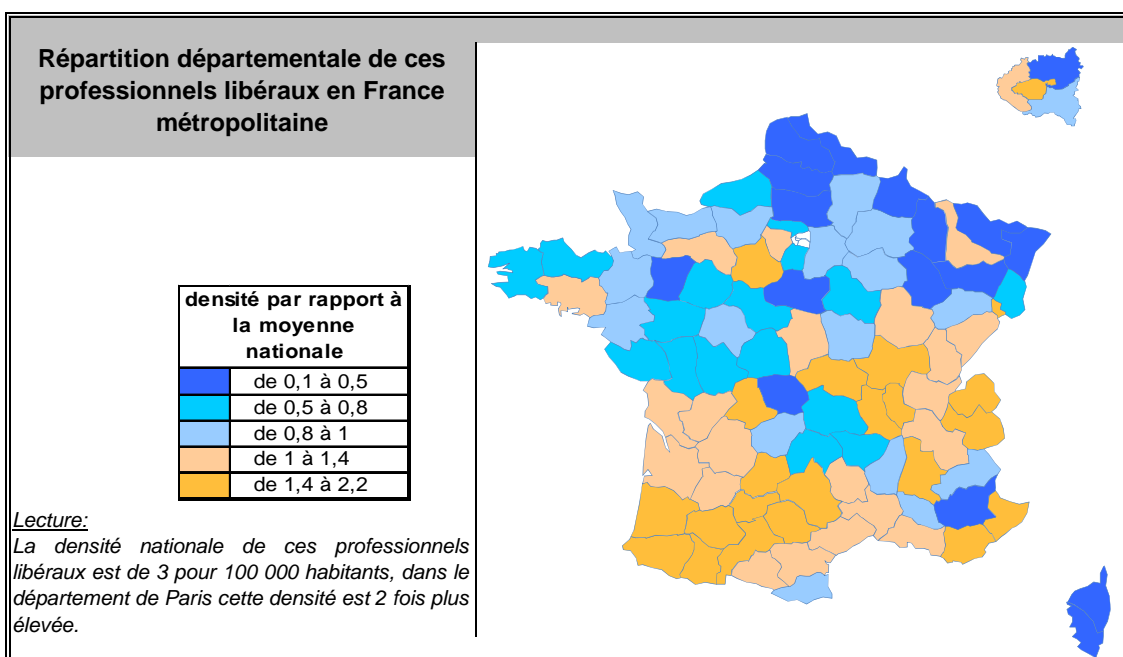 Répartition départementale de ces
professionnels libéraux en France
métropolitaine
densité par rapport à
la moyenne
nationale
de 0,1 à 0,5
de 0,5 à 0,8
de 0,8 à 1
de 1 à 1,4
de 1,4 à 2,2
Lecture:
La densité nationale de ces professionnels
libéraux est de 3 pour 100 000 habitants, dans le
département de Paris cette densité est 2 fois plus
élevée.